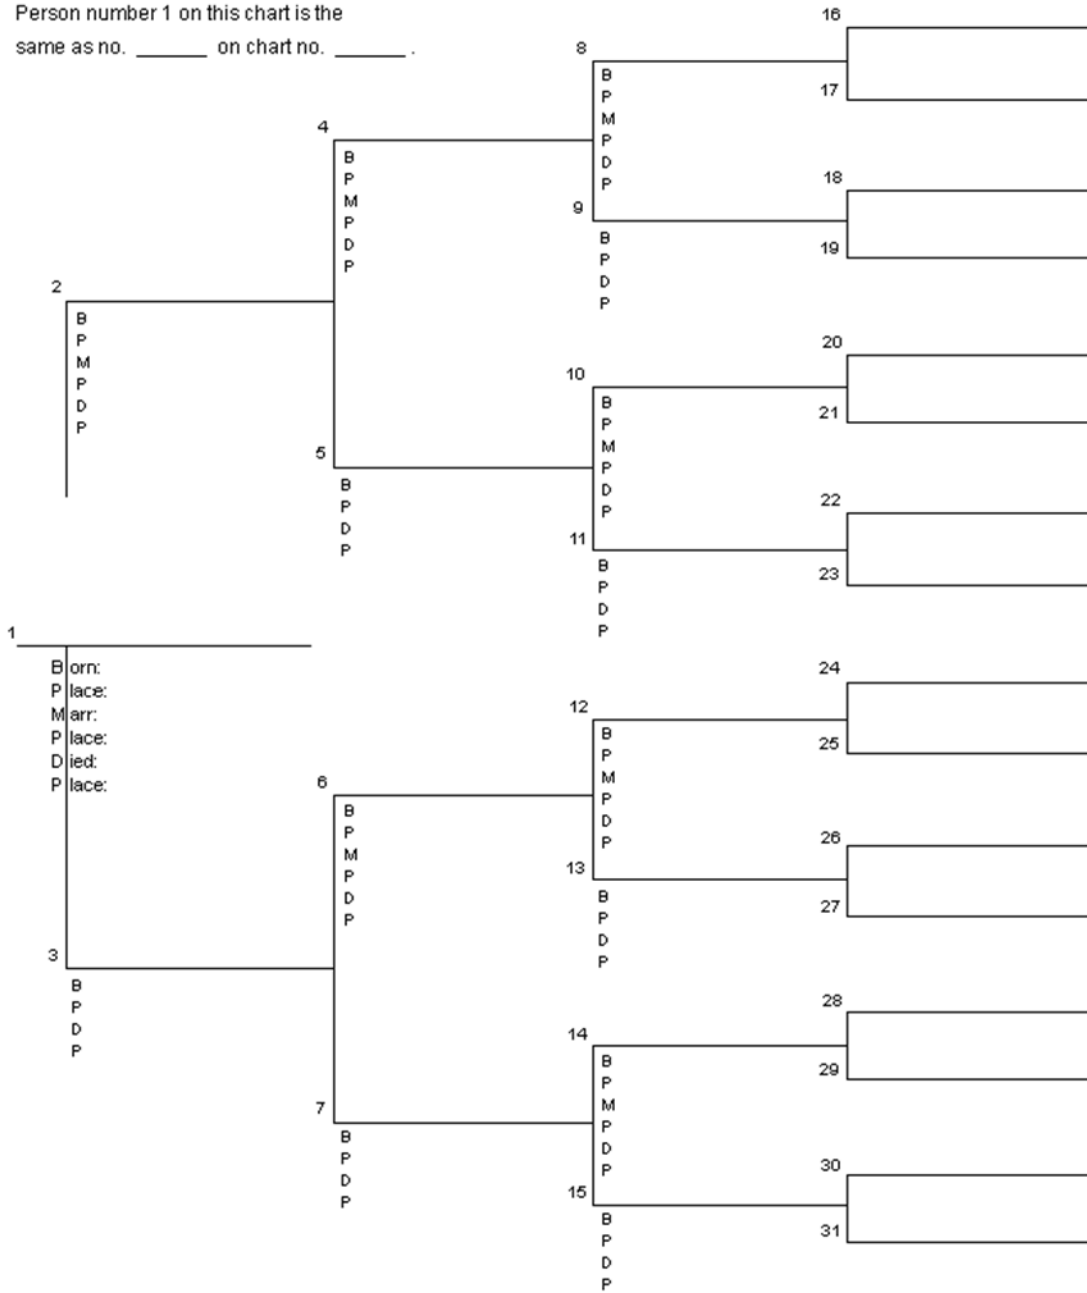 Person number 1 on this chart is the
same as no. ______ on chart no. ______ .
16
8
B
P
M
P
D
P
17
4
B
P
M
P
D
P
18
9
19
B
P
D
P
2
B
P
M
P
D
P
20
10
B
P
M
P
D
P
21
5
B
P
D
P
22
11
23
B
P
D
P
1
Born:
Place:
Marr:
Place:
Died:
Place:
24
12
B
P
M
P
D
P
25
6
B
P
M
P
D
P
26
13
27
B
P
D
P
3
B
P
D
P
28
14
B
P
M
P
D
P
29
7
B
P
D
P
30
15
31
B
P
D
P